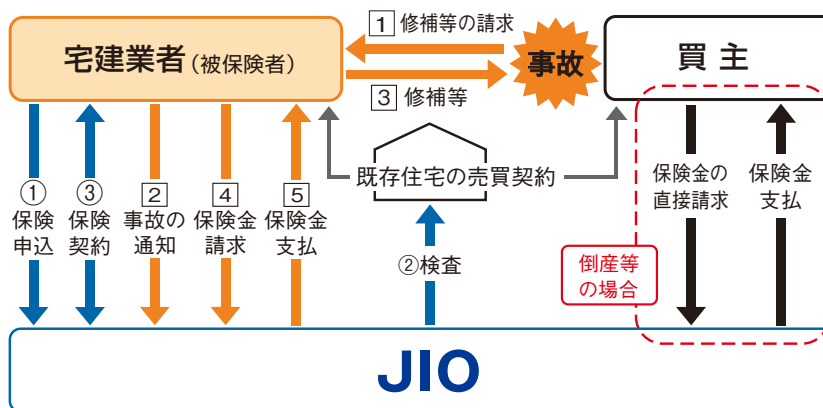 1 修補等の請求
宅建業者(被保険者)
事故
買主
3 修補等
既存住宅の売買契約
① 保険
申込
③ 保険
契約
2 事故の
通知
4 保険金
請求
5 保険金
支払
②検査
保険金の
直接請求
保険金
支払
倒産等
の場合
JIO